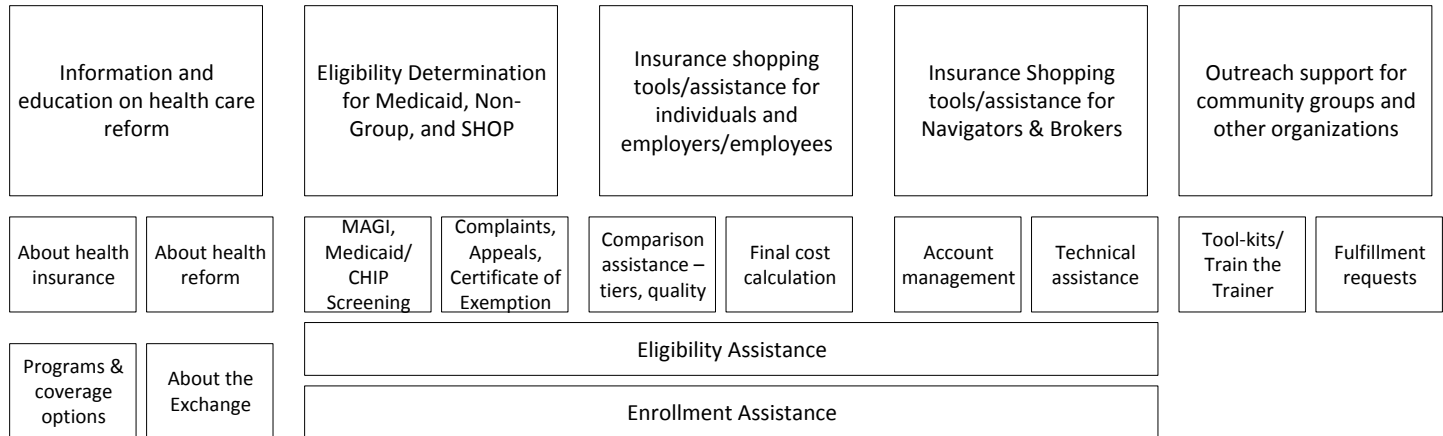 Information and
education on health care
reform
Eligibility Determination
for Medicaid, Non-
Group, and SHOP
Insurance shopping
tools/assistance for
individuals and
employers/employees
Insurance Shopping
tools/assistance for
Navigators & Brokers
Outreach support for
community groups and
other organizations
About health
insurance
About health
reform
MAGI,
Medicaid/
CHIP
Screening
Complaints,
Appeals,
Certificate of
Exemption
Comparison
assistance –
tiers, quality
Final cost
calculation
Account
management
Technical
assistance
Tool-kits/
Train the
Trainer
Fulfillment
requests
Eligibility Assistance
Programs &
coverage
options
About the
Exchange
Enrollment Assistance